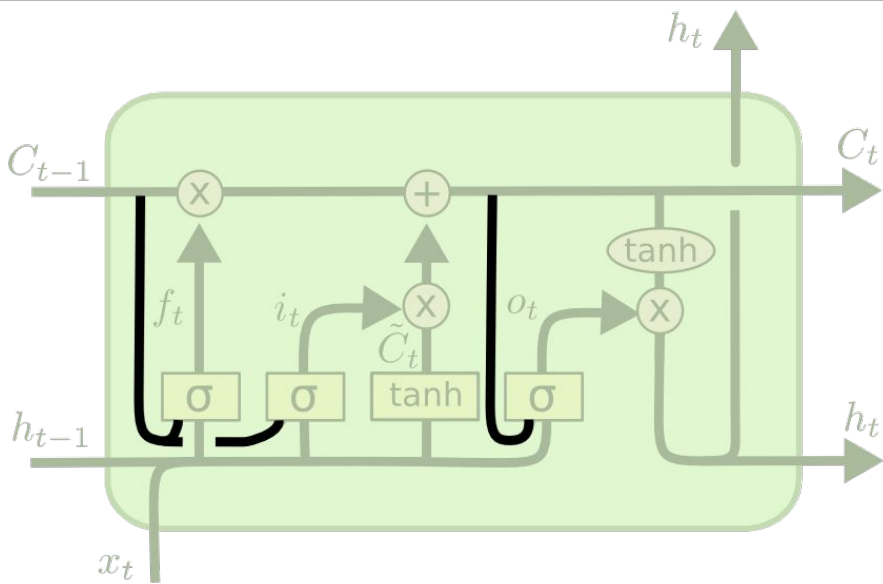 h_t
C_{t-1}
C_t
x
+
tanh
f_t
i_t
x
o_t
x
C̃_t
σ
σ
tanh
σ
h_{t-1}
h_t
x_t